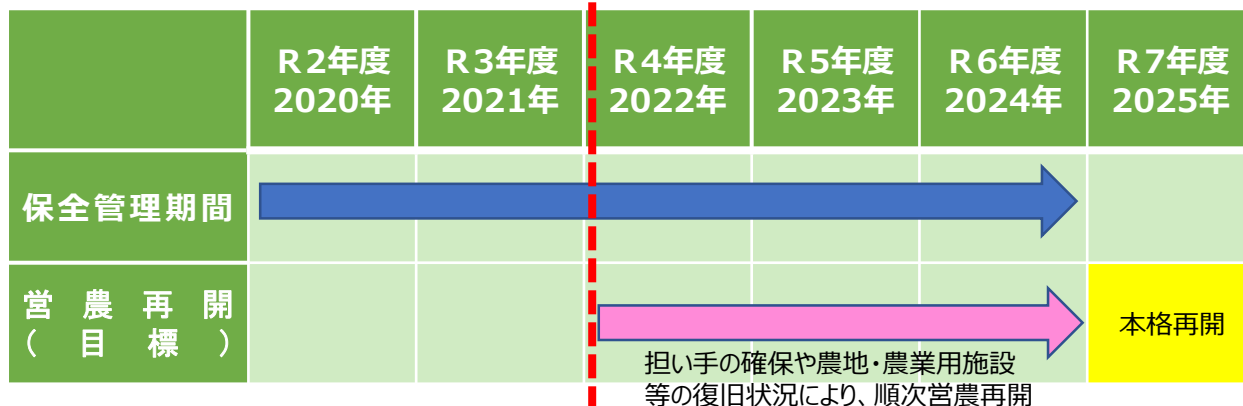 R2年度 R3年度 R4年度 R5年度 R6年度 R7年度
2020年 2021年 2022年 2023年 2024年 2025年
保全管理期間
営農再開
(目標)
本格再開
担い手の確保や農地・農業用施設
等の復旧状況により、順次営農再開